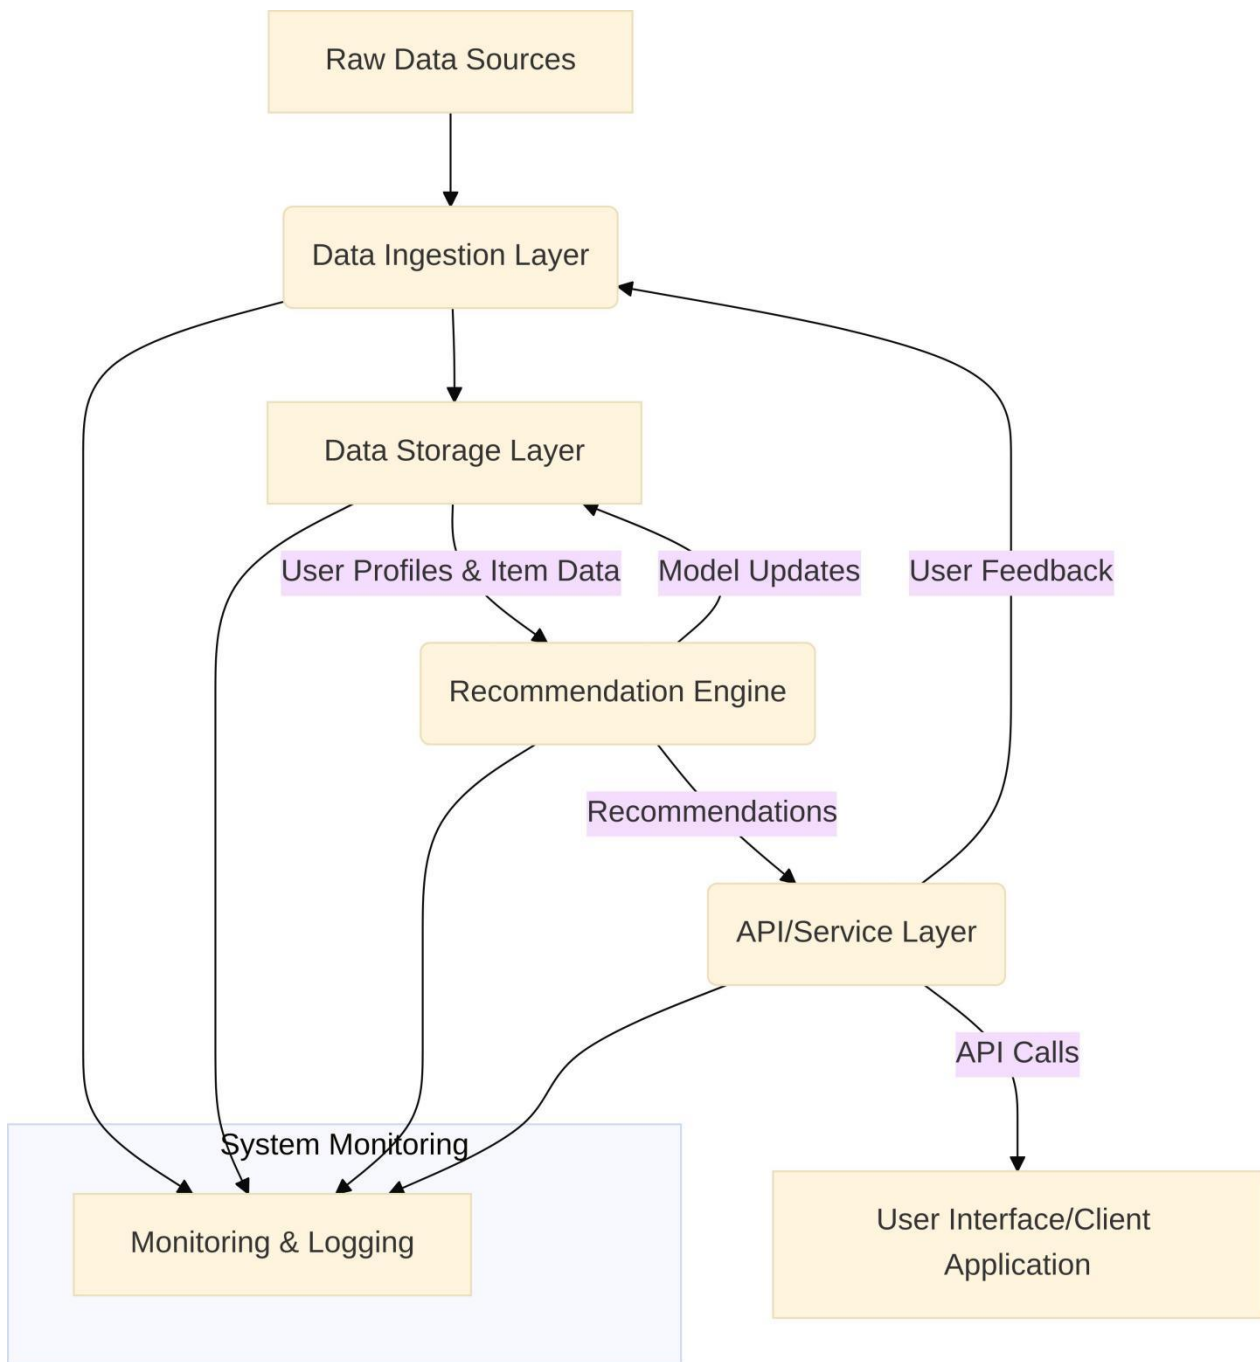 Raw Data Sources
Data Ingestion Layer
Data Storage Layer
User Profiles & Item Data
Model Updates
User Feedback
Recommendation Engine
Recommendations
API/Service Layer
API Calls
System Monitoring
Monitoring & Logging
User Interface/Client
Application